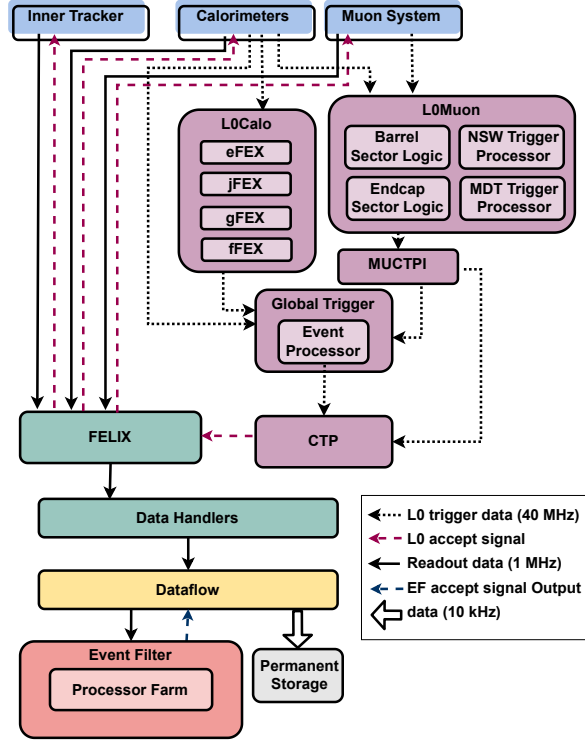 Inner Tracker
Calorimeters
Muon System
L0Calo
eFEX
jFEX
gFEX
fFEX
L0Muon
Barrel
Sector Logic
NSW Trigger
Processor
Endcap
Sector Logic
MDT Trigger
Processor
MUCTPI
Global Trigger
Event
Processor
FELIX
CTP
Data Handlers
Dataflow
Event Filter
Processor Farm
Permanent
Storage
L0 trigger data (40 MHz)
L0 accept signal
Readout data (1 MHz)
EF accept signal Output
data (10 kHz)